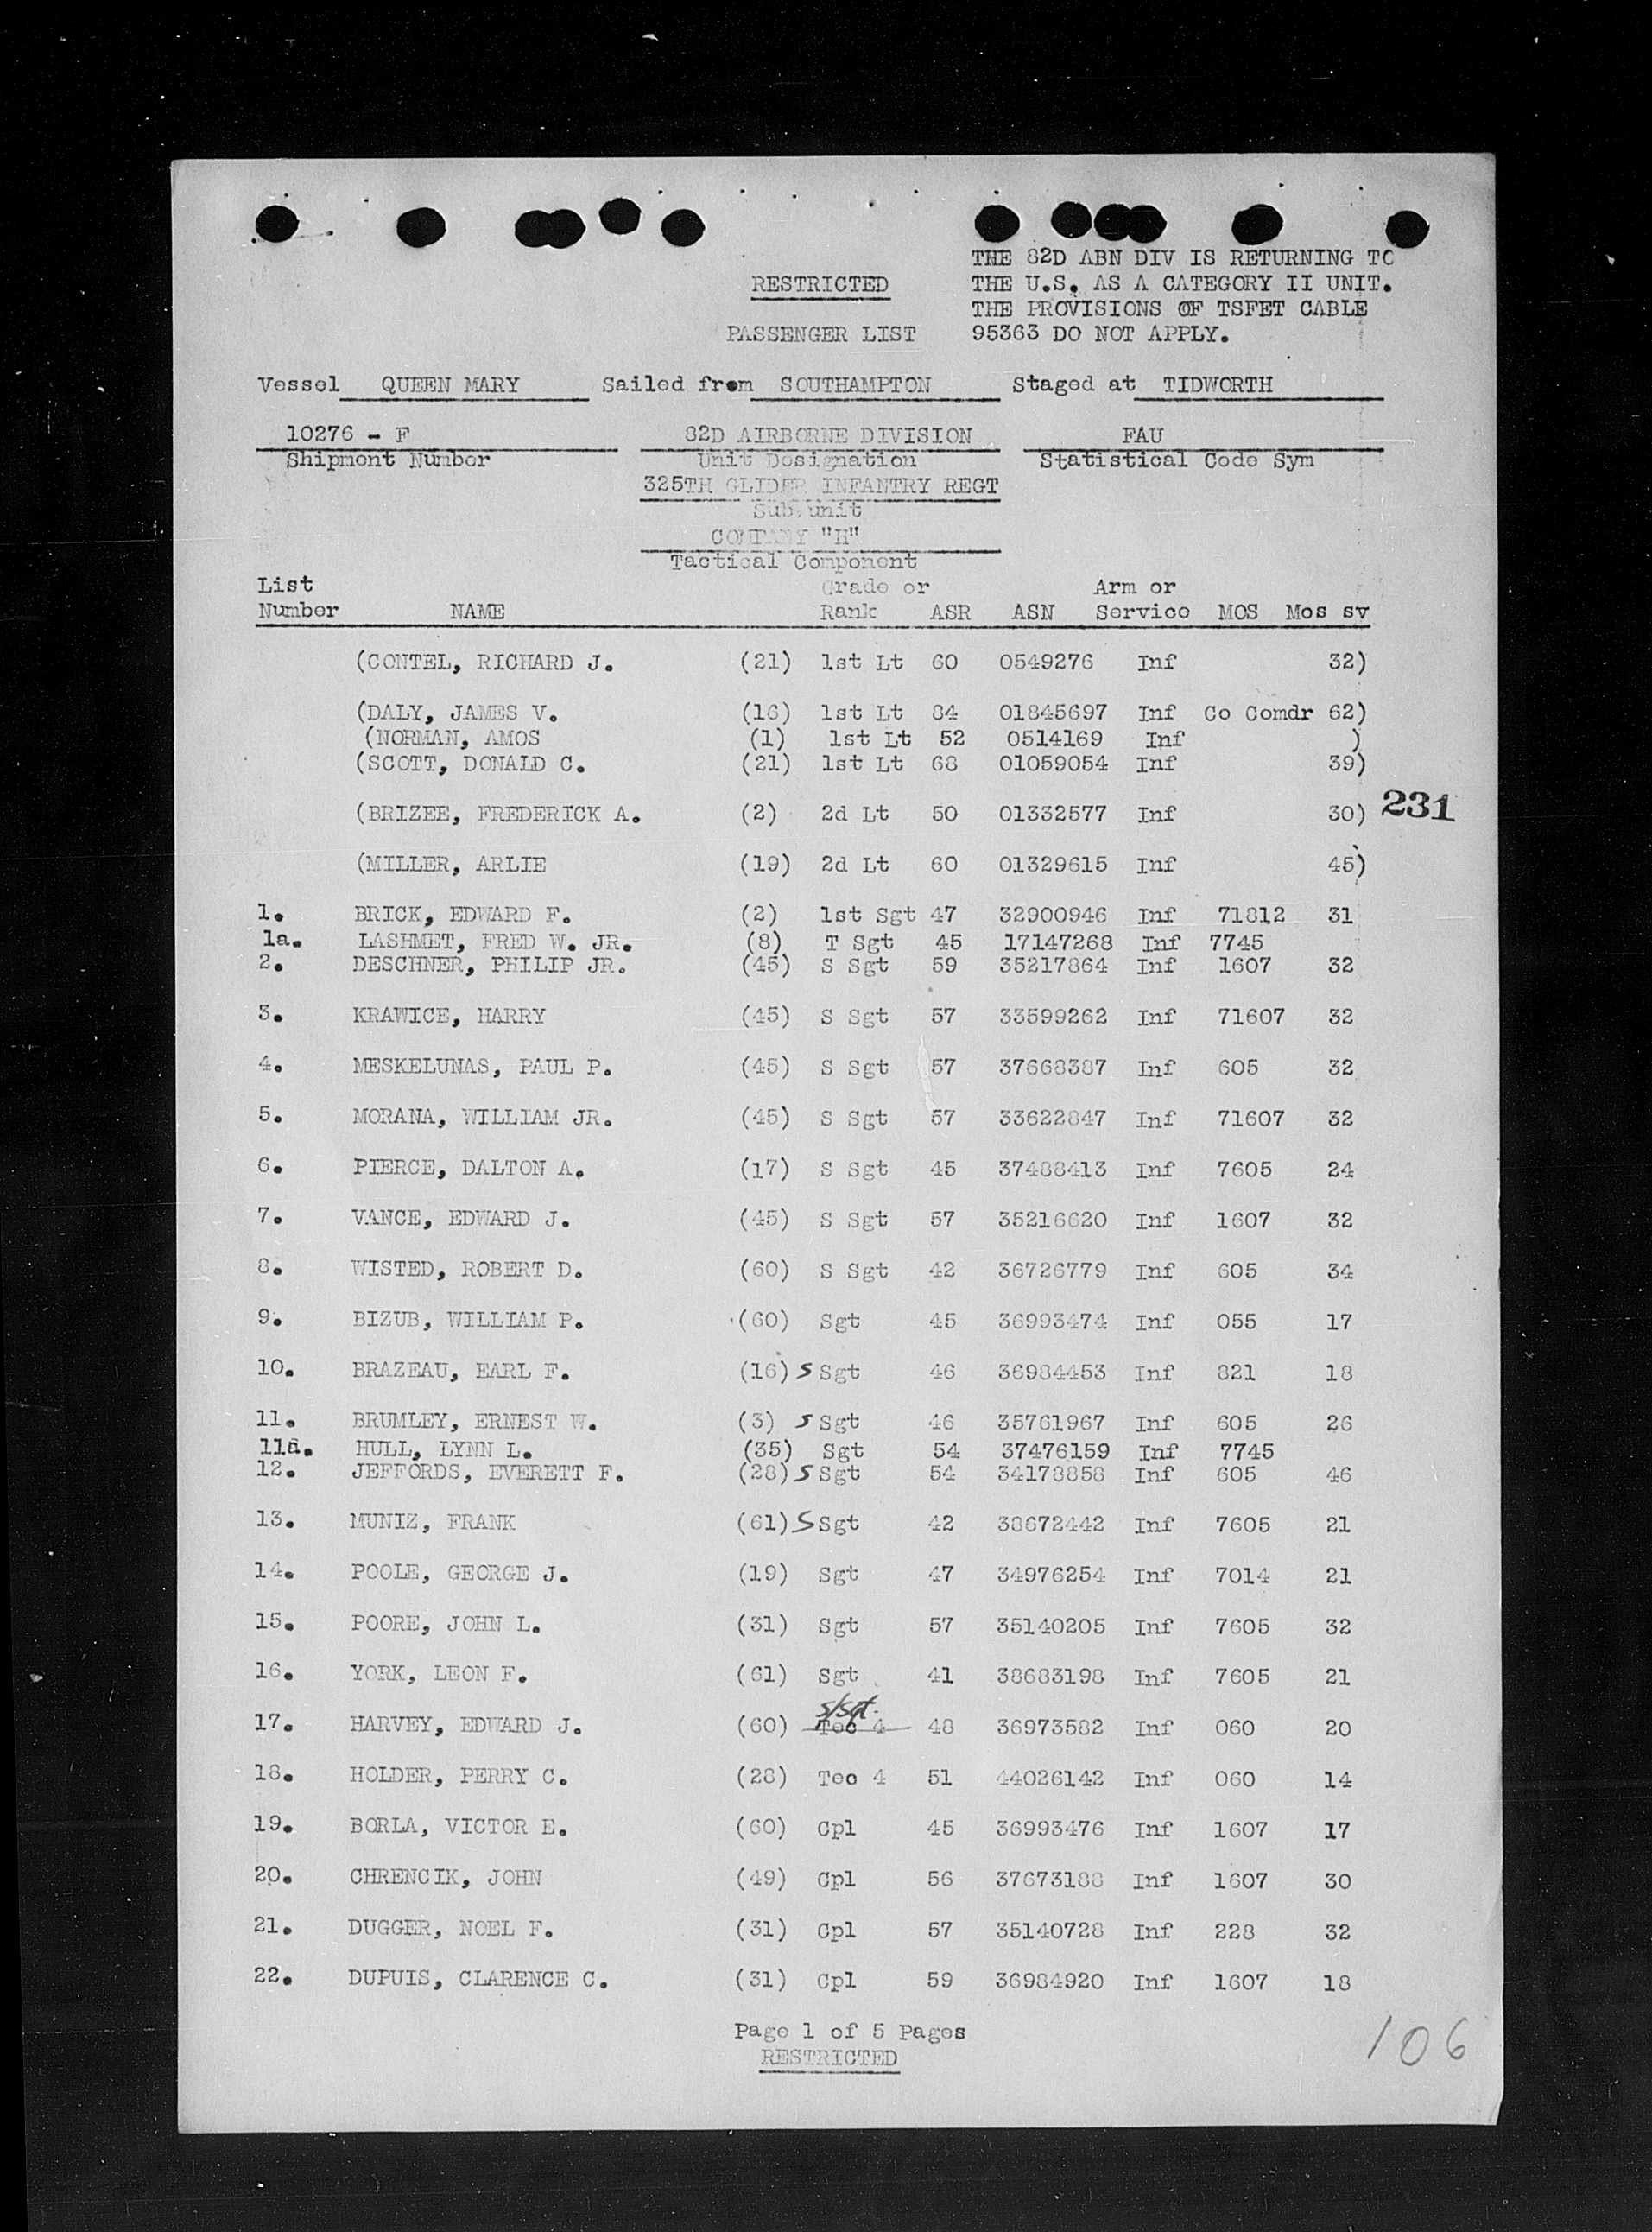 RESTRICTED
PASSENGER LIST
THE 82D ABN DIV IS RETURNING TO
THE U.S. AS A CATEGORY II UNIT.
THE PROVISIONS OF TSFET CABLE
95363 DO NOT APPLY.
Vessel QUEEN MARY Sailed from SOUTHAMPTON Staged at TIDWORTH
10276 - F 82D AIRBORNE DIVISION FAU
Shipment Number Unit Designation Statistical Code Sym
325TH GLIDER INFANTRY REGT
Sub unit
COMPANY "H"
Tactical Component
List Grade or Arm or
Number NAME Rank ASR ASN Service MOS Mos sv
(CONTEL, RICHARD J. (21) 1st Lt 60 0549276 Inf 32)
(DALY, JAMES V. (16) 1st Lt 84 01845697 Inf Co Comdr 62)
(NORMAN, AMOS (1) 1st Lt 52 0514169 Inf )
(SCOTT, DONALD C. (21) 1st Lt 68 01059054 Inf 39)
(BRIZEE, FREDERICK A. (2) 2d Lt 50 01332577 Inf 30) 231
(MILLER, ARLIE (19) 2d Lt 60 01329615 Inf 45)
1. BRICK, EDWARD F. (2) 1st Sgt 47 32900946 Inf 71812 31
1a. LASHMET, FRED W. JR. (8) T Sgt 45 17147268 Inf 7745
2. DESCHNER, PHILIP JR. (45) S Sgt 59 35217864 Inf 1607 32
3. KRAWICE, HARRY (45) S Sgt 57 33599262 Inf 71607 32
4. MESKELUNAS, PAUL P. (45) S Sgt 57 37668387 Inf 605 32
5. MORANA, WILLIAM JR. (45) S Sgt 57 33622847 Inf 71607 32
6. PIERCE, DALTON A. (17) S Sgt 45 37488413 Inf 7605 24
7. VANCE, EDWARD J. (45) S Sgt 57 35216620 Inf 1607 32
8. WISTED, ROBERT D. (60) S Sgt 42 36726779 Inf 605 34
9. BIZUB, WILLIAM P. (60) Sgt 45 36993474 Inf 055 17
10. BRAZEAU, EARL F. (16) S Sgt 46 36984453 Inf 821 18
11. BRUMLEY, ERNEST W. (3) S Sgt 46 35761967 Inf 605 26
11a. HULL, LYNN L. (35) Sgt 54 37476159 Inf 7745
12. JEFFORDS, EVERETT F. (28) S Sgt 54 34178858 Inf 605 46
13. MUNIZ, FRANK (61) S Sgt 42 38672442 Inf 7605 21
14. POOLE, GEORGE J. (19) Sgt 47 34976254 Inf 7014 21
15. POORE, JOHN L. (31) Sgt 57 35140205 Inf 7605 32
16. YORK, LEON F. (61) Sgt 41 38683198 Inf 7605 21
S/Sgt.
17. HARVEY, EDWARD J. (60) Tec 4 48 36973582 Inf 060 20
18. HOLDER, PERRY C. (28) Tec 4 51 44026142 Inf 060 14
19. BORLA, VICTOR E. (60) Cpl 45 36993476 Inf 1607 17
20. CHRENCIK, JOHN (49) Cpl 56 37673188 Inf 1607 30
21. DUGGER, NOEL F. (31) Cpl 57 35140728 Inf 228 32
22. DUPUIS, CLARENCE C. (31) Cpl 59 36984920 Inf 1607 18
Page 1 of 5 Pages
RESTRICTED
106